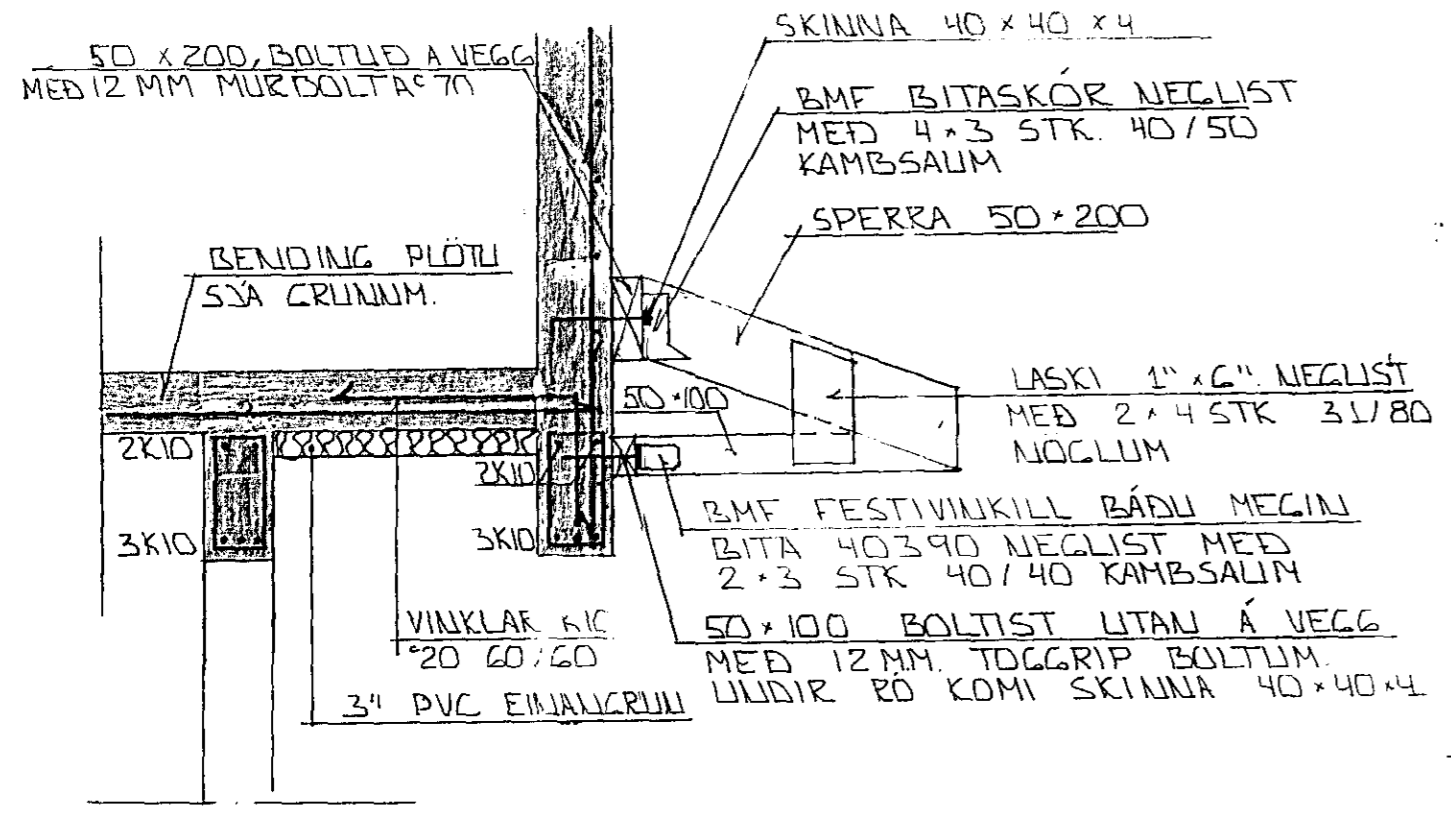 50 x 200, BOLTUÐ A VEGG
MEÐ 12 MM MURBOLTA c 70
SKINNA 40 x 40 x 4
BMF BITASKÓR NEGLIST
MEÐ 4 x 3 STK. 40/50
KAMBSAUM
SPERRA 50 x 200
BENDING PLÖTU
SJÁ GRUNNM.
50 x 100
LASKI 1" x 6". NEGLIST
MEÐ 2 x 4 STK 31/80
NÖGLUM
2K10
2K10
3K10
3K10
BMF FESTIVINKILL BÁÐU MEGIN
BITA 40390 NEGLIST MEÐ
2 x 3 STK 40/40 KAMBSAUM
VINKLAR K10
c 20 60/60
50 x 100 BOLTIST UTAN Á VEGG
MEÐ 12 M.M. TOGGRIP BOLTUM.
UNDIR RÓ KOMI SKINNA 40 x 40 x 4
3" PVC EINANGRUN